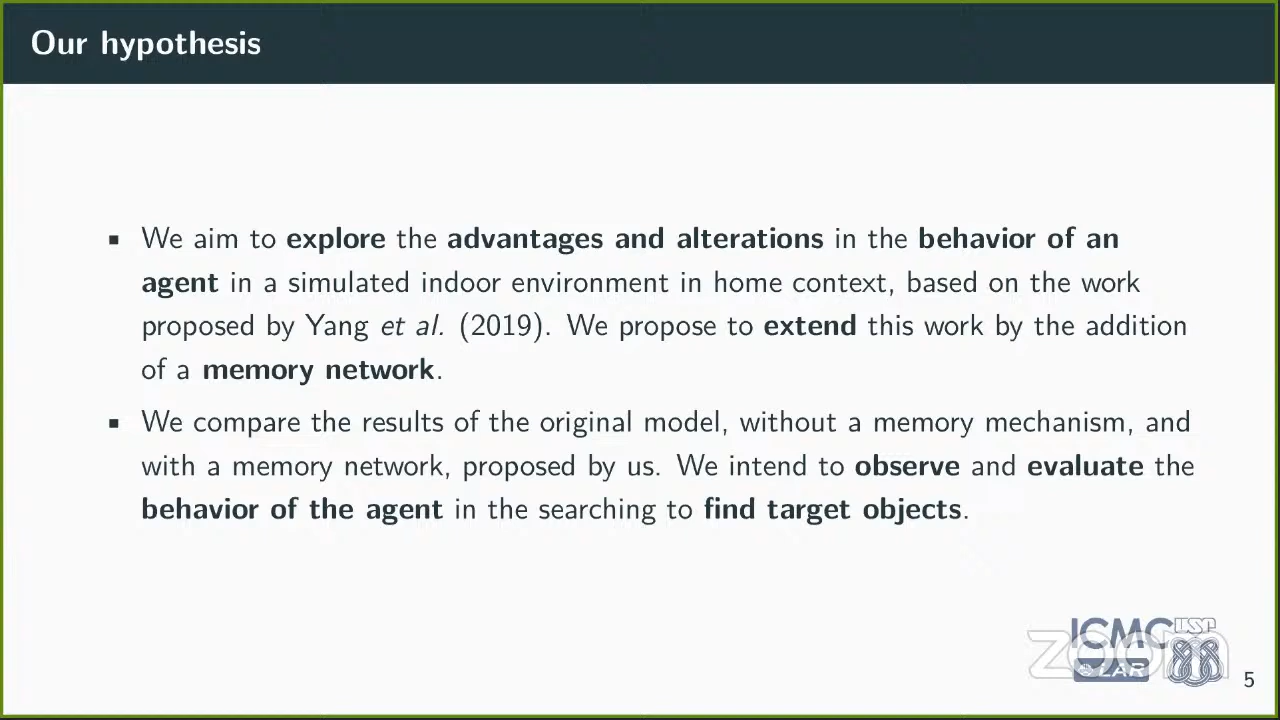 Our hypothesis
▪ We aim to explore the advantages and alterations in the behavior of an
agent in a simulated indoor environment in home context, based on the work
proposed by Yang et al. (2019). We propose to extend this work by the addition
of a memory network.
▪ We compare the results of the original model, without a memory mechanism, and
with a memory network, proposed by us. We intend to observe and evaluate the
behavior of the agent in the searching to find target objects.
ICMC USP
zoom
LAR
5